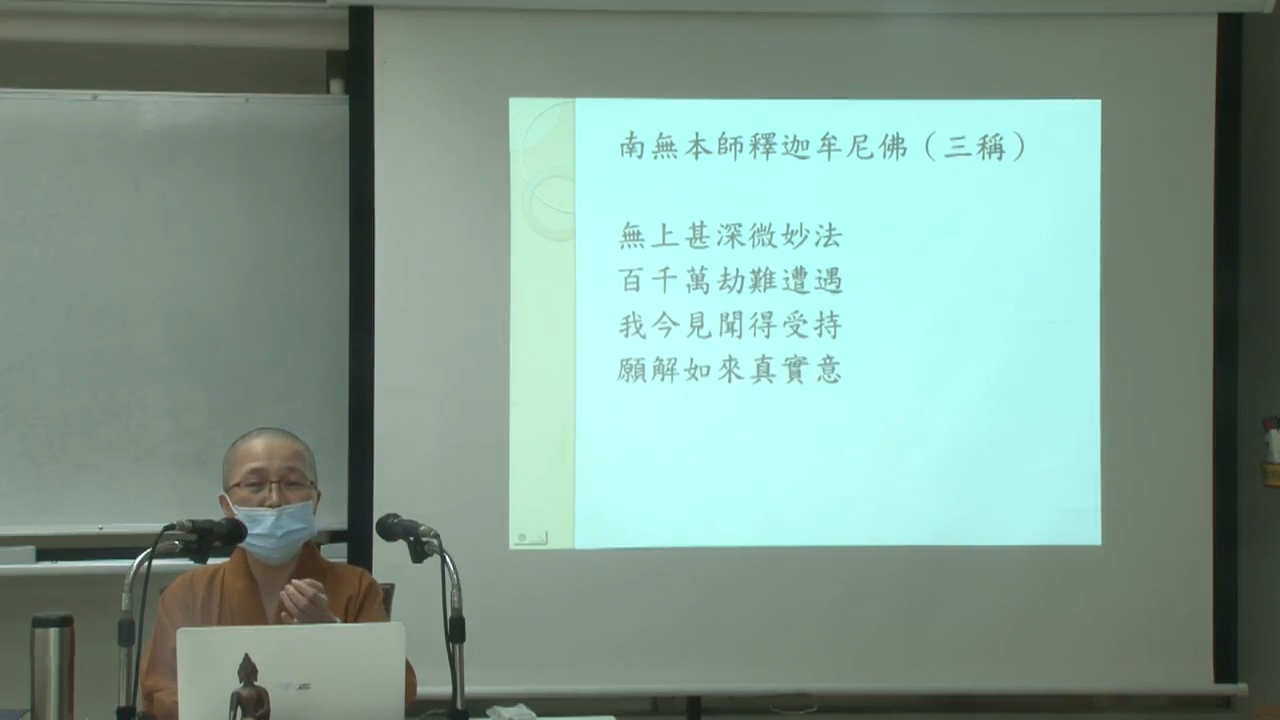 南無本師釋迦牟尼佛（三稱）
無上甚深微妙法
百千萬劫難遭遇
我今見聞得受持
願解如來真實意